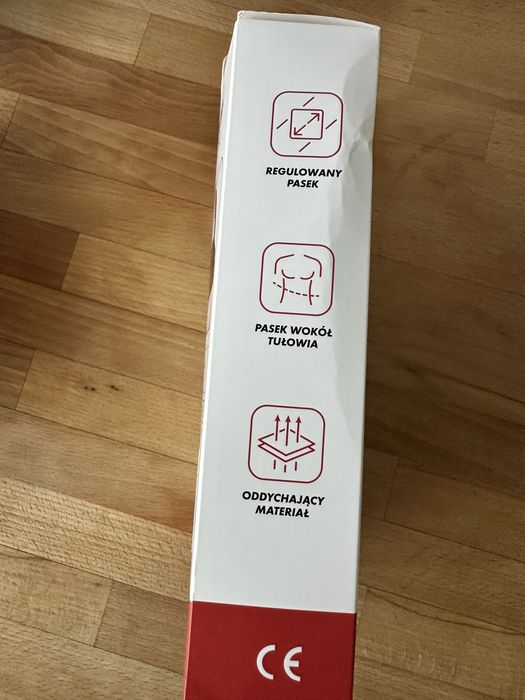 REGULOWANY
PASEK
PASEK WOKÓŁ
TUŁOWIA
ODDYCHAJĄCY
MATERIAŁ
CE